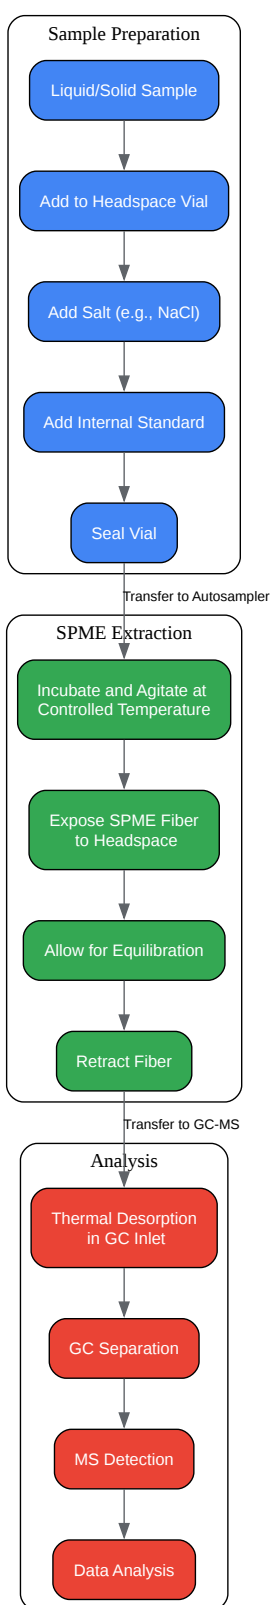 Sample Preparation
Liquid/Solid Sample
Add to Headspace Vial
Add Salt (e.g., NaCl)
Add Internal Standard
Seal Vial
Transfer to Autosampler
SPME Extraction
Incubate and Agitate at
Controlled Temperature
Expose SPME Fiber
to Headspace
Allow for Equilibration
Retract Fiber
Transfer to GC-MS
Analysis
Thermal Desorption
in GC Inlet
GC Separation
MS Detection
Data Analysis